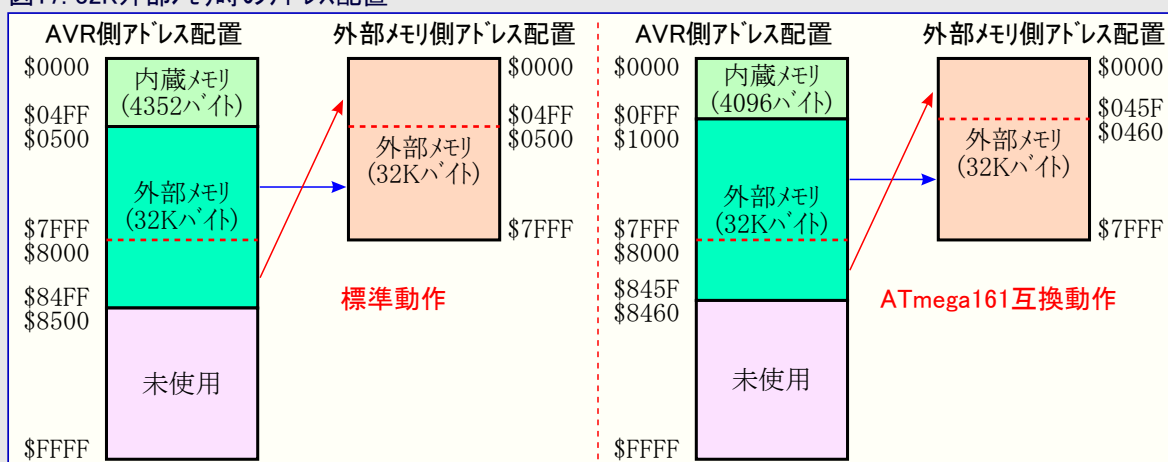 AVR側アドレス配置
外部メモリ側アドレス配置
$0000
内蔵メモリ
(4352バイト)
$04FF
$0500
外部メモリ
(32Kバイト)
$7FFF
$8000
$84FF
$8500
未使用
$FFFF
$0000
$04FF
$0500
外部メモリ
(32Kバイト)
$7FFF
標準動作
AVR側アドレス配置
外部メモリ側アドレス配置
$0000
内蔵メモリ
(4096バイト)
$0FFF
$1000
外部メモリ
(32Kバイト)
$7FFF
$8000
$845F
$8460
未使用
$FFFF
$0000
$045F
$0460
外部メモリ
(32Kバイト)
$7FFF
ATmega161互換動作